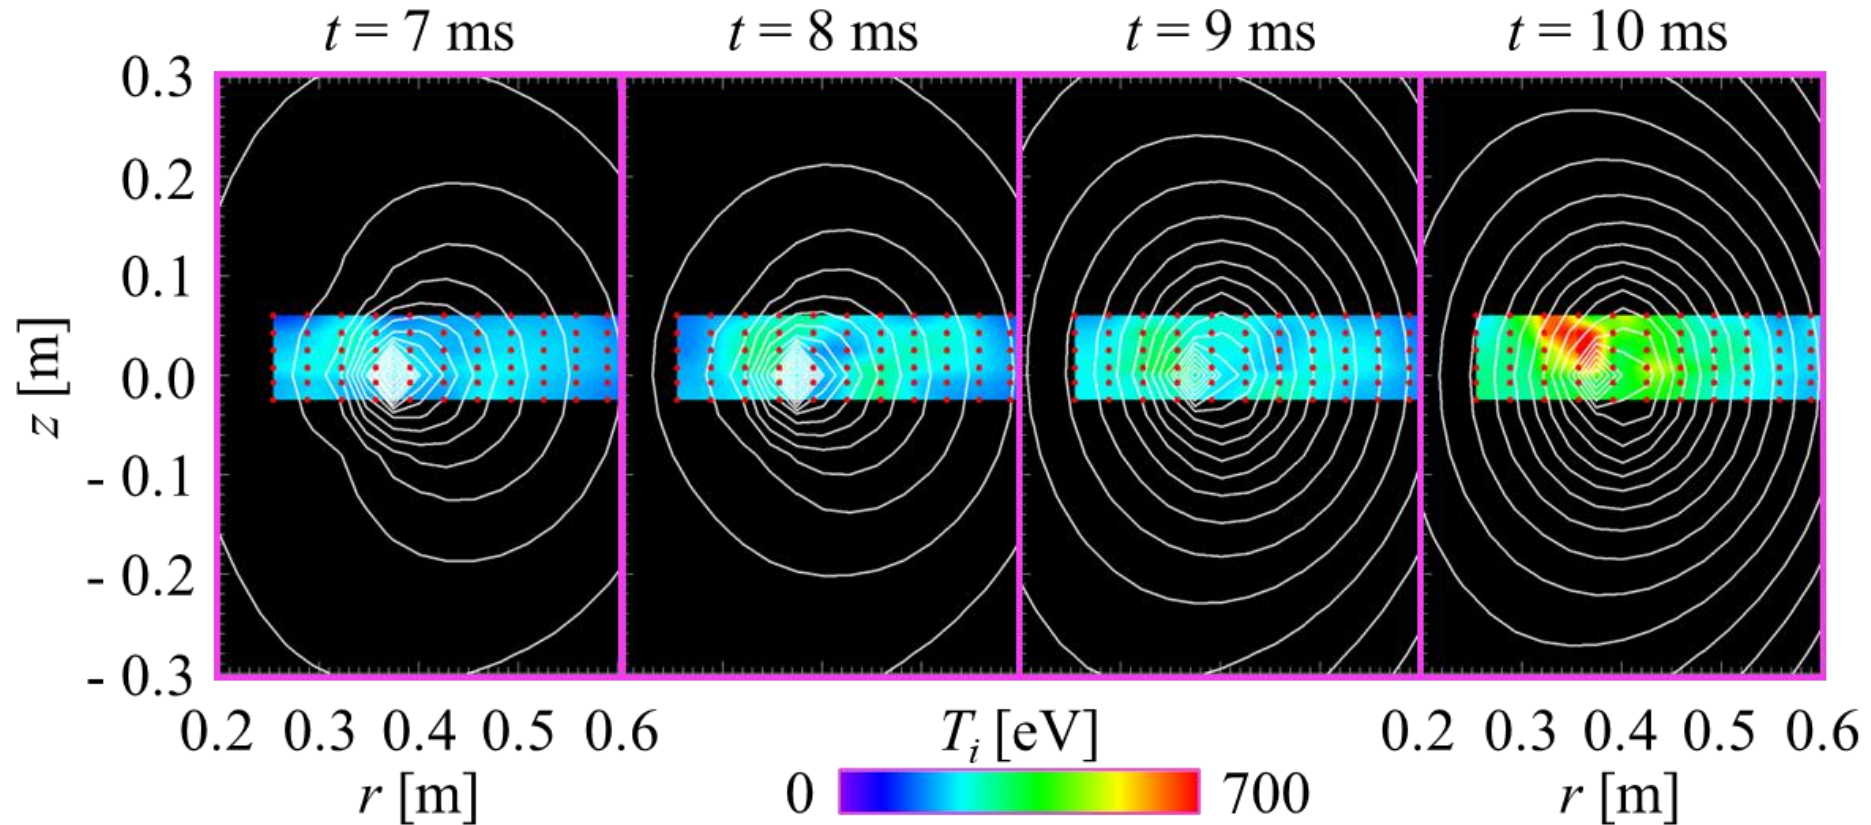 t = 7 ms t = 8 ms t = 9 ms t = 10 ms
0.3
0.2
0.1
0.0
- 0.1
- 0.2
- 0.3
z [m]
0.2 0.3 0.4 0.5 0.6 T_i [eV] 0.2 0.3 0.4 0.5 0.6
r [m] 0 700 r [m]